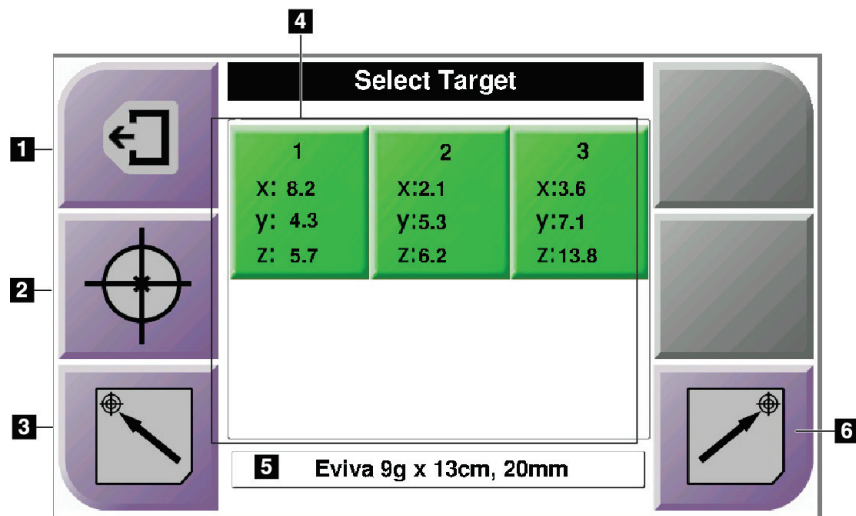 4
Select Target
1
2
3
1 2 3
x: 8.2 x:2.1 x:3.6
y: 4.3 y:5.3 y:7.1
z: 5.7 z:6.2 z:13.8
6
5 Eviva 9g x 13cm, 20mm